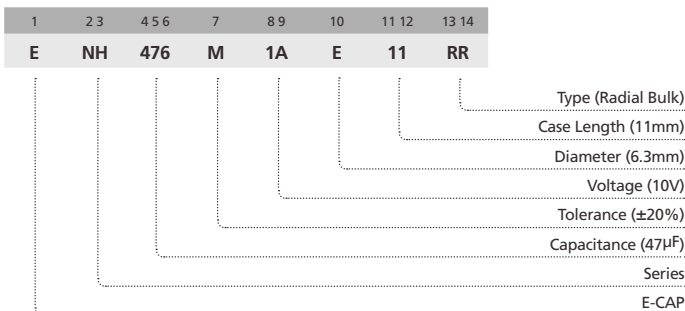 1 2 3 4 5 6 7 8 9 10 11 12 13 14
E NH 476 M 1A E 11 RR
Type (Radial Bulk)
Case Length (11mm)
Diameter (6.3mm)
Voltage (10V)
Tolerance (±20%)
Capacitance (47µF)
Series
E-CAP